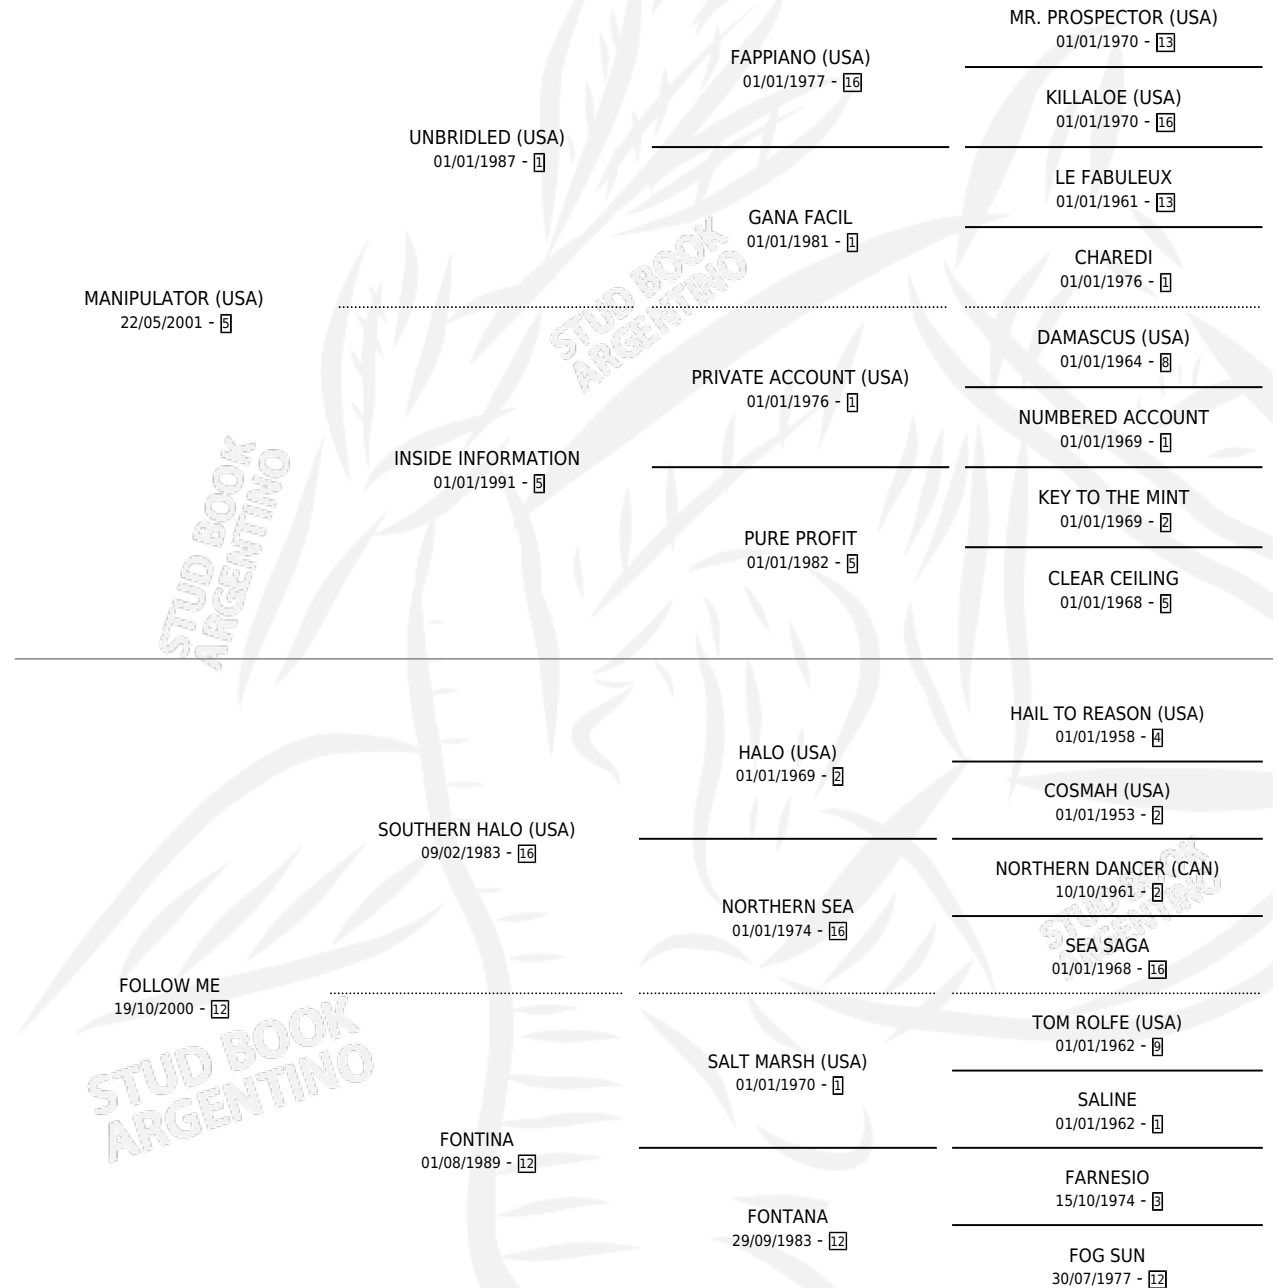 MR. PROSPECTOR (USA)
01/01/1970 - 13
FAPPIANO (USA)
01/01/1977 - 16
KILLALOE (USA)
01/01/1970 - 16
UNBRIDLED (USA)
01/01/1987 - 1
LE FABULEUX
01/01/1961 - 13
GANA FACIL
01/01/1981 - 1
CHAREDI
01/01/1976 - 1
MANIPULATOR (USA)
22/05/2001 - 5
STUD BOOK
ARGENTINO
DAMASCUS (USA)
01/01/1964 - 8
PRIVATE ACCOUNT (USA)
01/01/1976 - 1
NUMBERED ACCOUNT
01/01/1969 - 1
INSIDE INFORMATION
01/01/1991 - 5
KEY TO THE MINT
01/01/1969 - 2
PURE PROFIT
01/01/1982 - 5
CLEAR CEILING
01/01/1968 - 5
STUD BOOK
ARGENTINO
HAIL TO REASON (USA)
01/01/1958 - 4
HALO (USA)
01/01/1969 - 2
COSMAH (USA)
01/01/1953 - 2
SOUTHERN HALO (USA)
09/02/1983 - 16
NORTHERN DANCER (CAN)
10/10/1961 - 2
NORTHERN SEA
01/01/1974 - 16
STUD BOOK
ARGENTINO
SEA SAGA
01/01/1968 - 16
FOLLOW ME
19/10/2000 - 12
TOM ROLFE (USA)
01/01/1962 - 9
SALT MARSH (USA)
01/01/1970 - 1
STUD BOOK
ARGENTINO
SALINE
01/01/1962 - 1
FONTINA
01/08/1989 - 12
FARNESIO
15/10/1974 - 3
FONTANA
29/09/1983 - 12
FOG SUN
30/07/1977 - 12